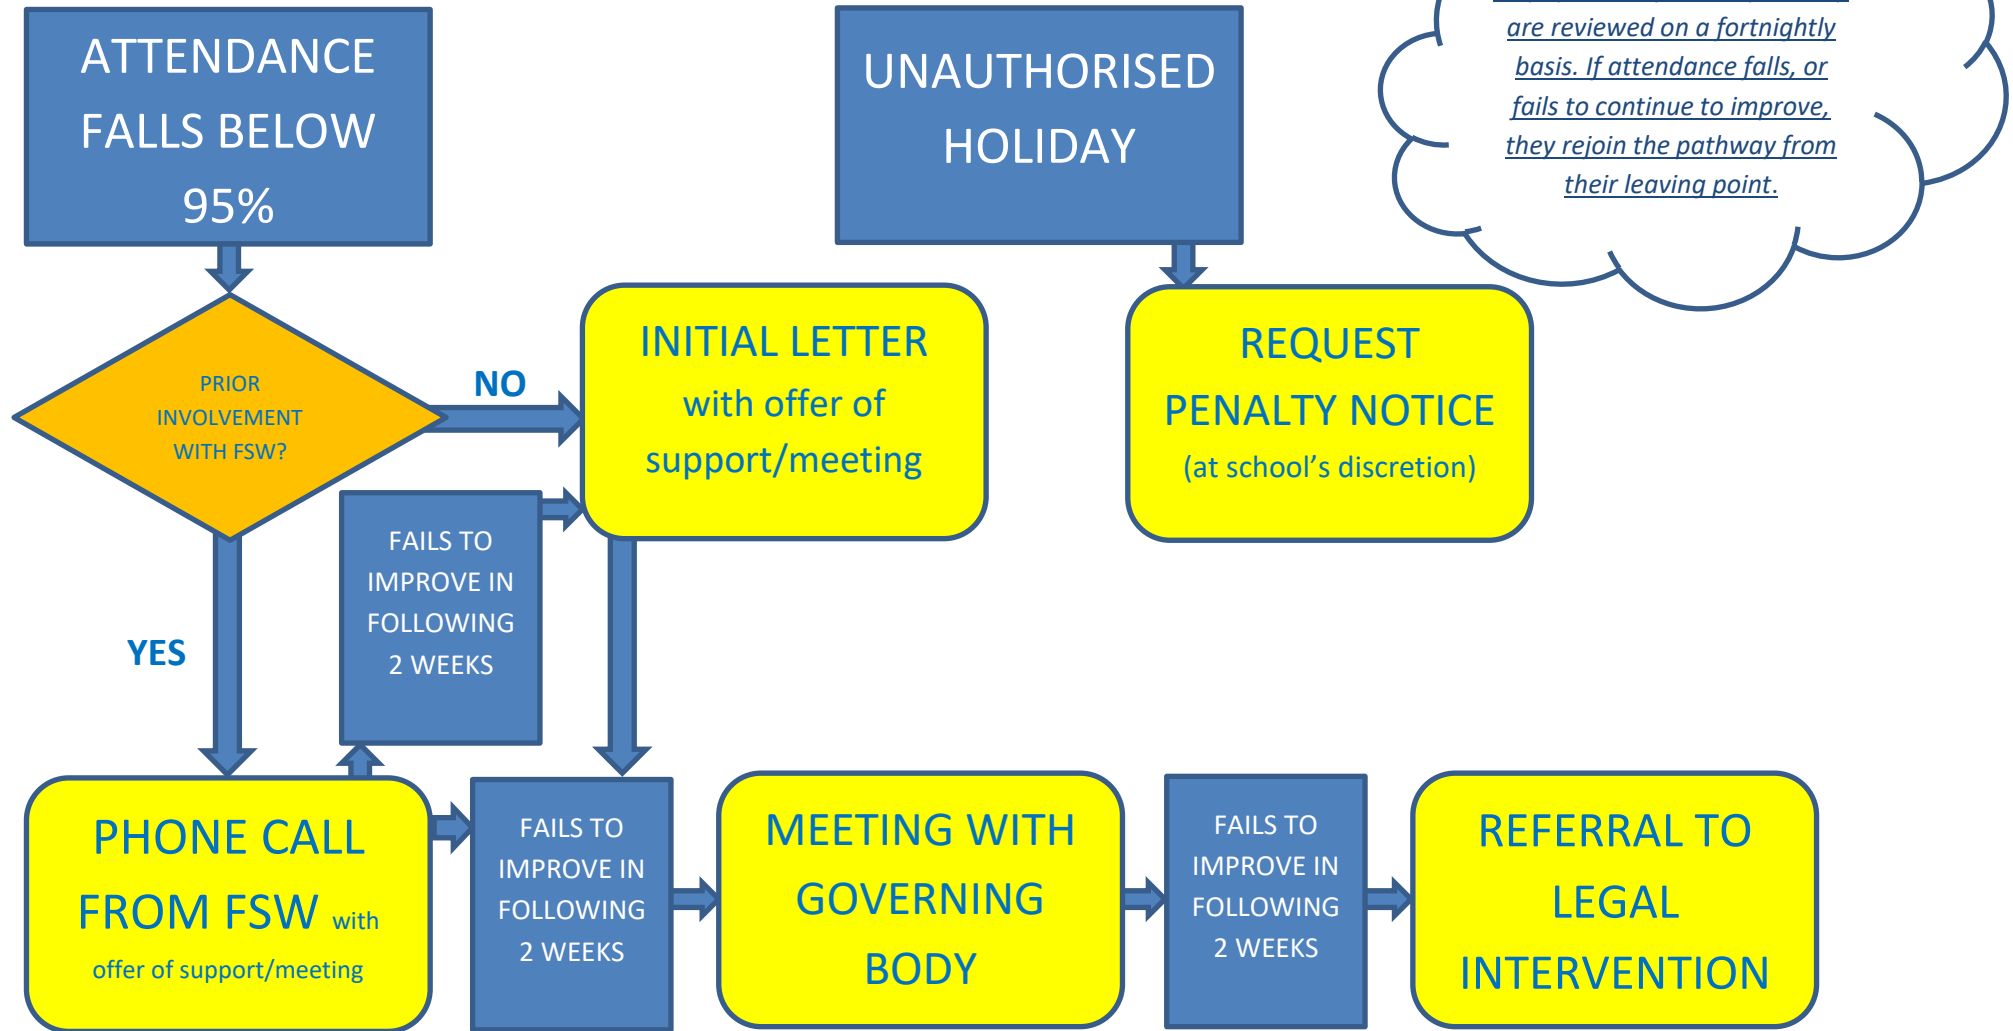 ATTENDANCE
FALLS BELOW
95%
UNAUTHORISED
HOLIDAY
are reviewed on a fortnightly
basis. If attendance falls, or
fails to continue to improve,
they rejoin the pathway from
their leaving point.
PRIOR
INVOLVEMENT
WITH FSW?
NO
INITIAL LETTER
with offer of
support/meeting
REQUEST
PENALTY NOTICE
(at school’s discretion)
FAILS TO
IMPROVE IN
FOLLOWING
2 WEEKS
YES
PHONE CALL
FROM FSW with
offer of support/meeting
FAILS TO
IMPROVE IN
FOLLOWING
2 WEEKS
MEETING WITH
GOVERNING
BODY
FAILS TO
IMPROVE IN
FOLLOWING
2 WEEKS
REFERRAL TO
LEGAL
INTERVENTION